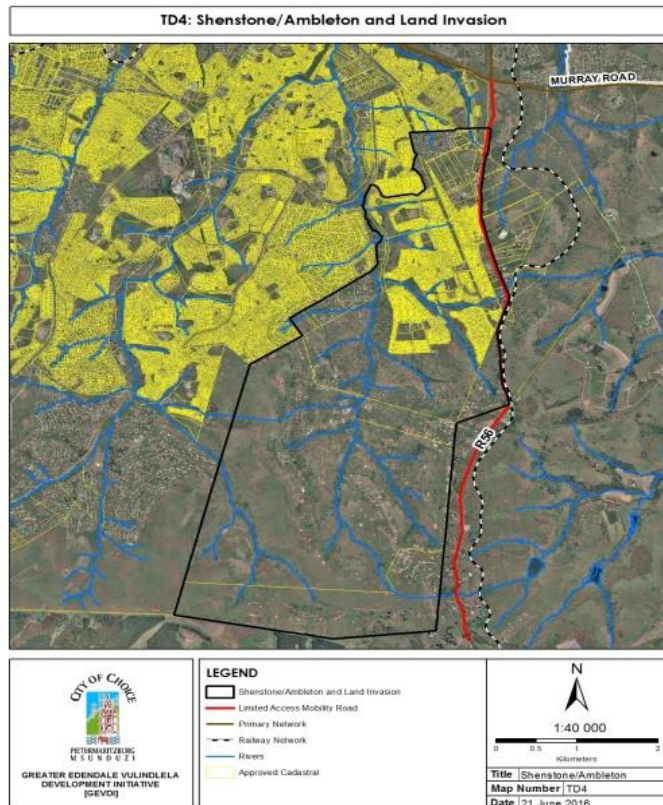 TD4: Shenstone/Ambleton and Land Invasion
MURRAY ROAD
R56
CITY OF CHOICE
PIETERMARITZBURG
MSUNDUZI
GREATER EDENDALE VULINDLELA
DEVELOPMENT INITIATIVE
[GEVDI]
LEGEND
Shenstone/Ambleton and Land Invasion
Limited Access Mobility Road
Primary Network
Railway Network
Rivers
Approved Cadastral
N
1:40 000
0 0.5 1 2
Kilometers
Title Shenstone/Ambleton
Map Number TD4
Date 21 June 2016